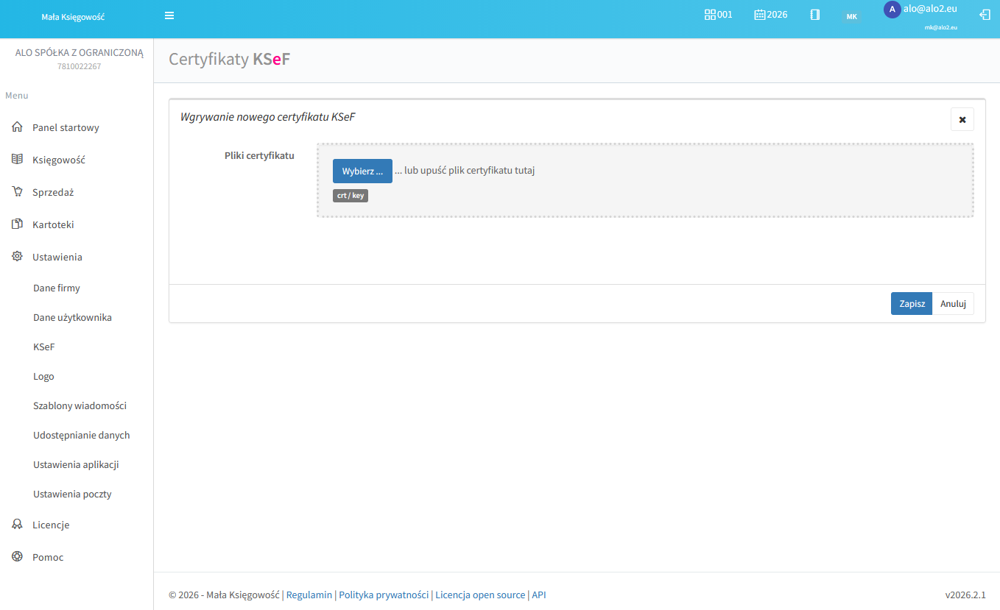 Mała Księgowość
001
2026
MK
A
alo@alo2.eu
mk@alo2.eu
ALO SPÓŁKA Z OGRANICZONĄ
7810022267
Menu
Panel startowy
Księgowość
Sprzedaż
Kartoteki
Ustawienia
Dane firmy
Dane użytkownika
KSeF
Logo
Szablony wiadomości
Udostępnianie danych
Ustawienia aplikacji
Ustawienia poczty
Licencje
Pomoc
Certyfikaty KSeF
Wgrywanie nowego certyfikatu KSeF
Pliki certyfikatu
Wybierz ... ... lub upuść plik certyfikatu tutaj
crt / key
Zapisz Anuluj
© 2026 - Mała Księgowość | Regulamin | Polityka prywatności | Licencja open source | API
v2026.2.1